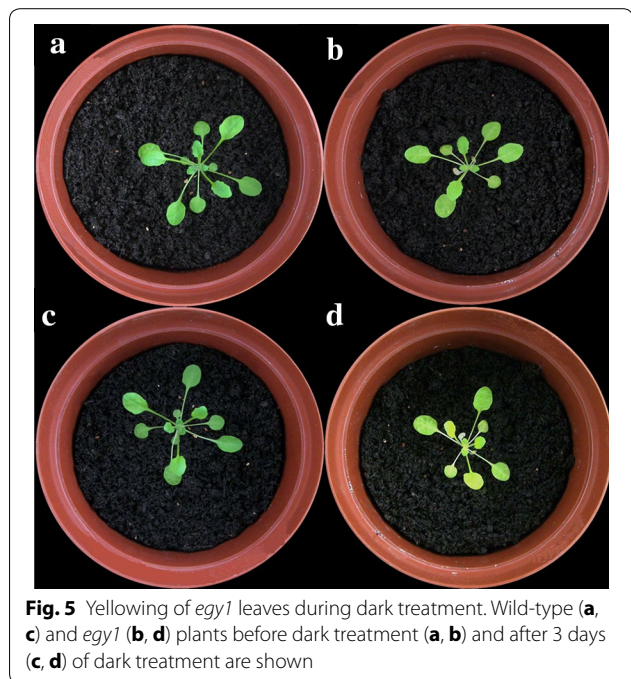 a
b
c
d
Fig. 5 Yellowing of egy1 leaves during dark treatment. Wild-type (a,
c) and egy1 (b, d) plants before dark treatment (a, b) and after 3 days
(c, d) of dark treatment are shown